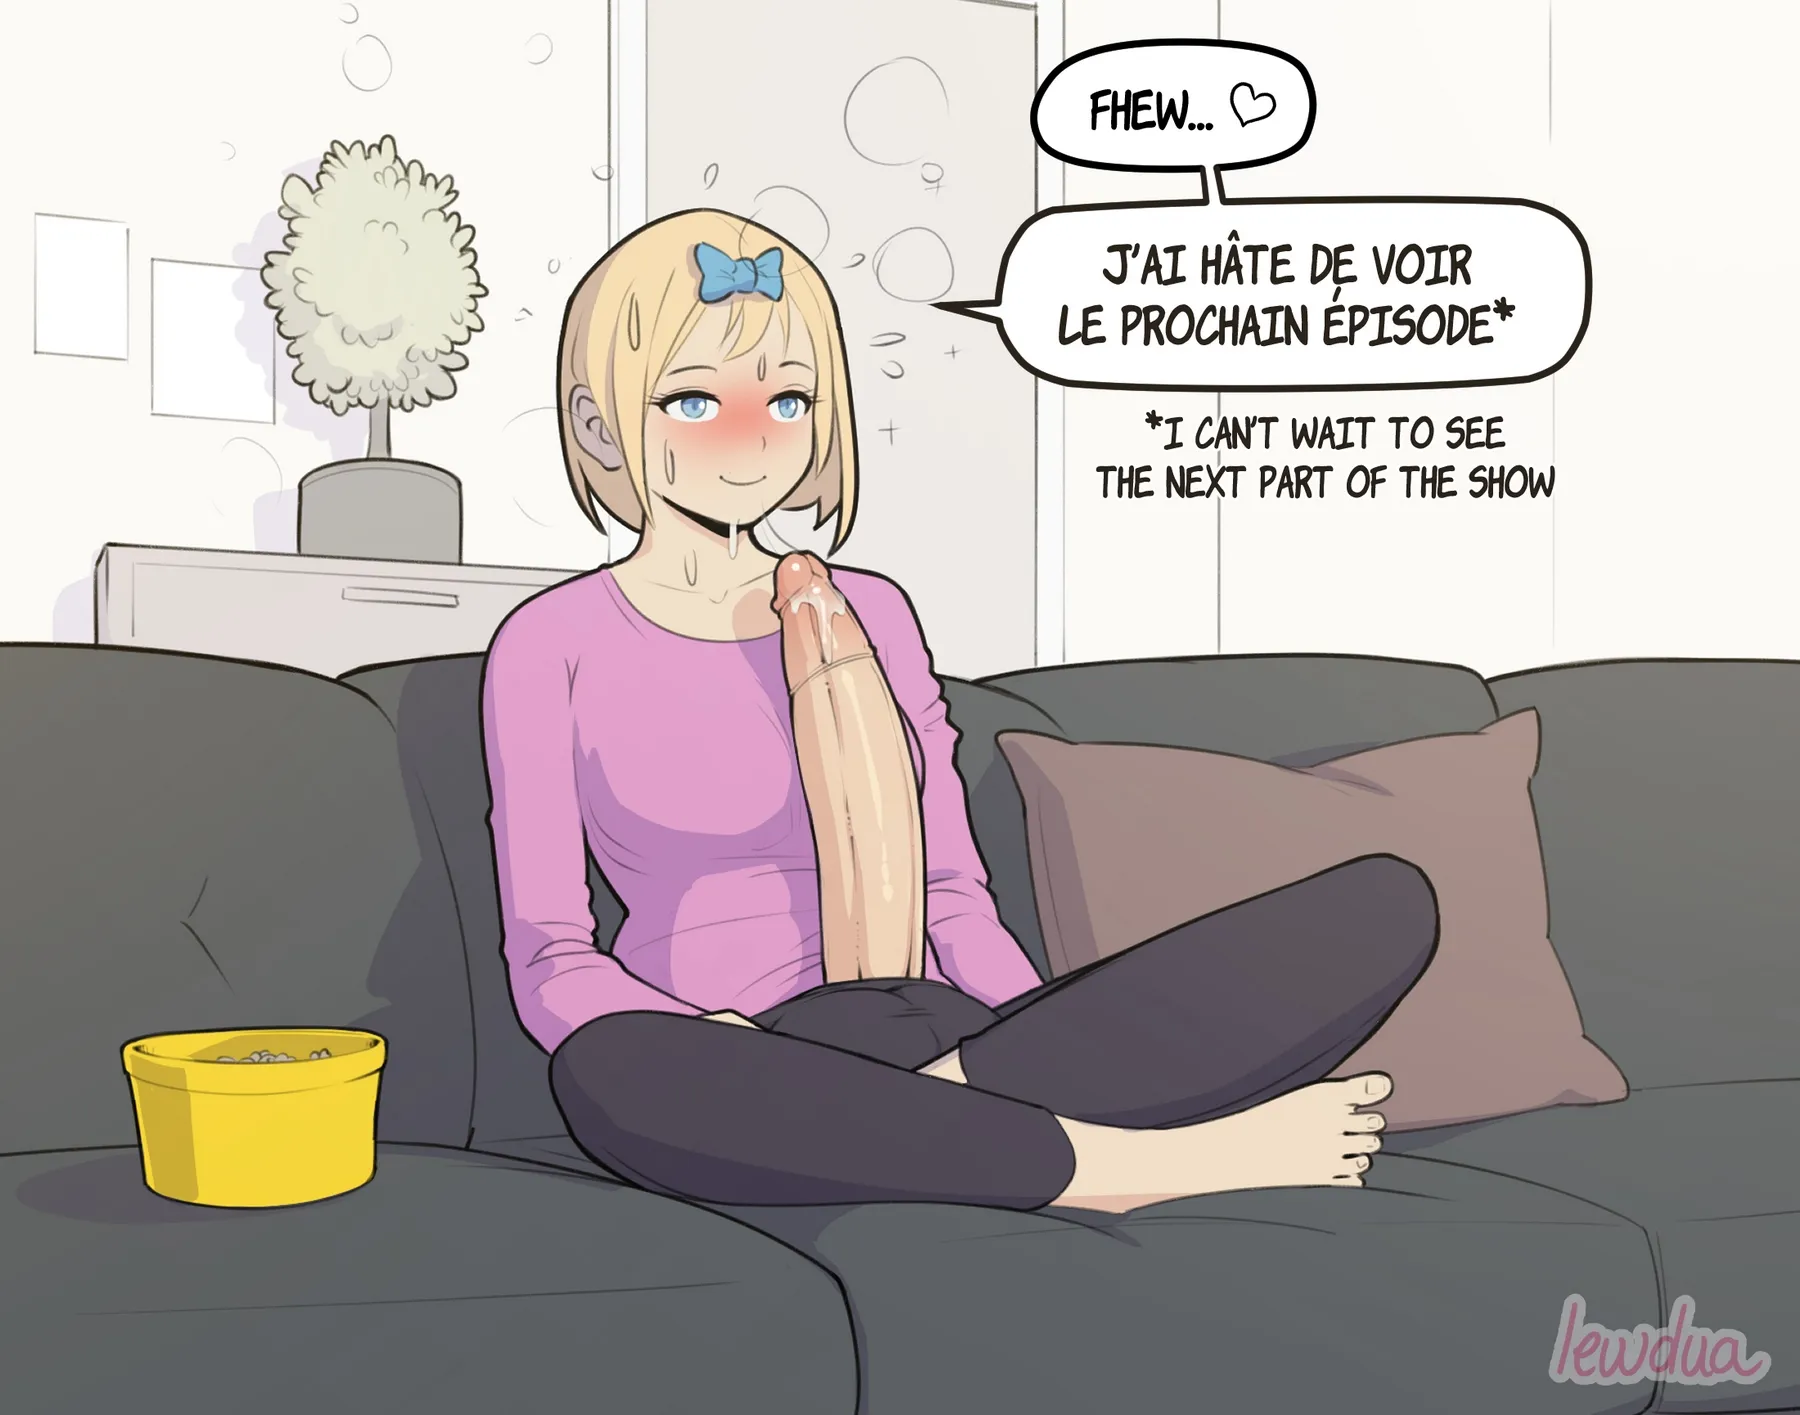 FHEW... ♡
J'AI HÂTE DE VOIR
LE PROCHAIN ÉPISODE*
*I CAN'T WAIT TO SEE
THE NEXT PART OF THE SHOW
lewdua